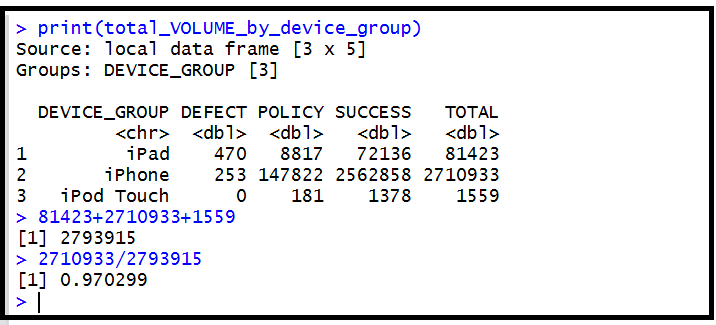 > print(total_VOLUME_by_device_group)
Source: local data frame [3 x 5]
Groups: DEVICE_GROUP [3]

  DEVICE_GROUP DEFECT POLICY SUCCESS   TOTAL
         <chr>  <dbl>  <dbl>   <dbl>   <dbl>
1         iPad    470   8817   72136   81423
2       iPhone    253 147822 2562858 2710933
3   iPod Touch      0    181    1378    1559
> 81423+2710933+1559
[1] 2793915
> 2710933/2793915
[1] 0.970299
>